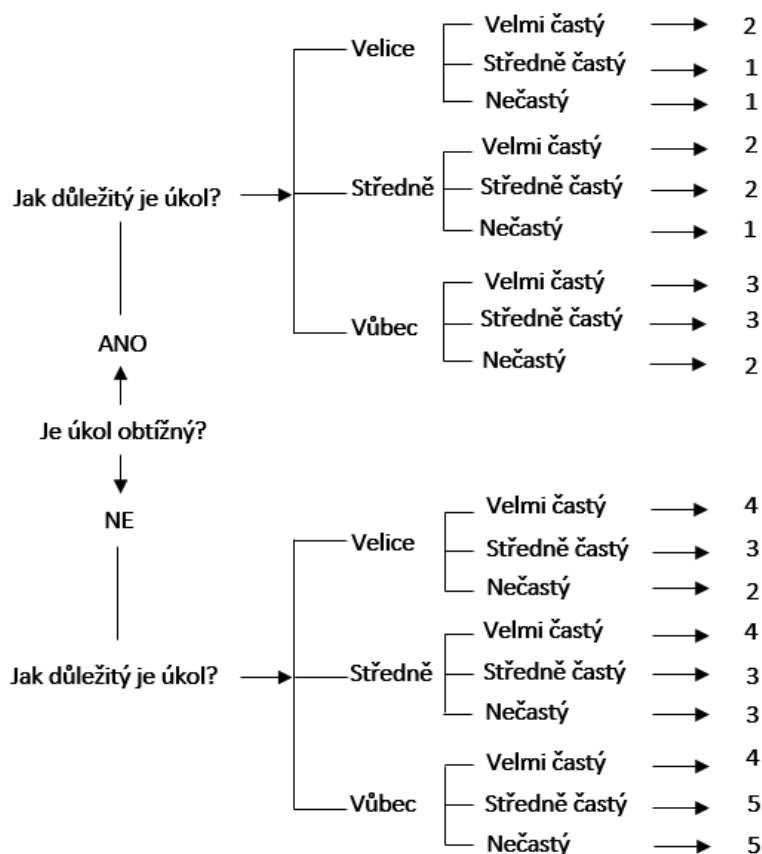 Velmi častý 2
Velice Středně častý 1
Nečastý 1
Velmi častý 2
Jak důležitý je úkol? Středně Středně častý 2
Nečastý 1
Velmi častý 3
Vůbec Středně častý 3
ANO
Nečastý 2
Je úkol obtížný?
NE
Velmi častý 4
Velice Středně častý 3
Nečastý 2
Velmi častý 4
Jak důležitý je úkol? Středně Středně častý 3
Nečastý 3
Velmi častý 4
Vůbec Středně častý 5
Nečastý 5